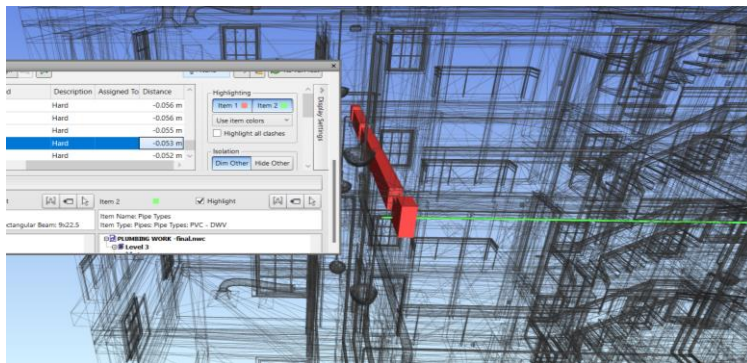 Description Assigned To Distance
Hard -0.056 m
Hard -0.056 m
Hard -0.055 m
Hard -0.053 m
Hard -0.052 m
Highlighting
Item 1 Item 2
Use item colors
Highlight all clashes
Isolation
Dim Other Hide Other
Display Settings
Item 2 Highlight
ctangular Beam: 9x22.5
Item Name: Pipe Types
Item Type: Pipes: Pipe Types: PVC - DWV
PLUMBING WORK -final.nwc
Level 3